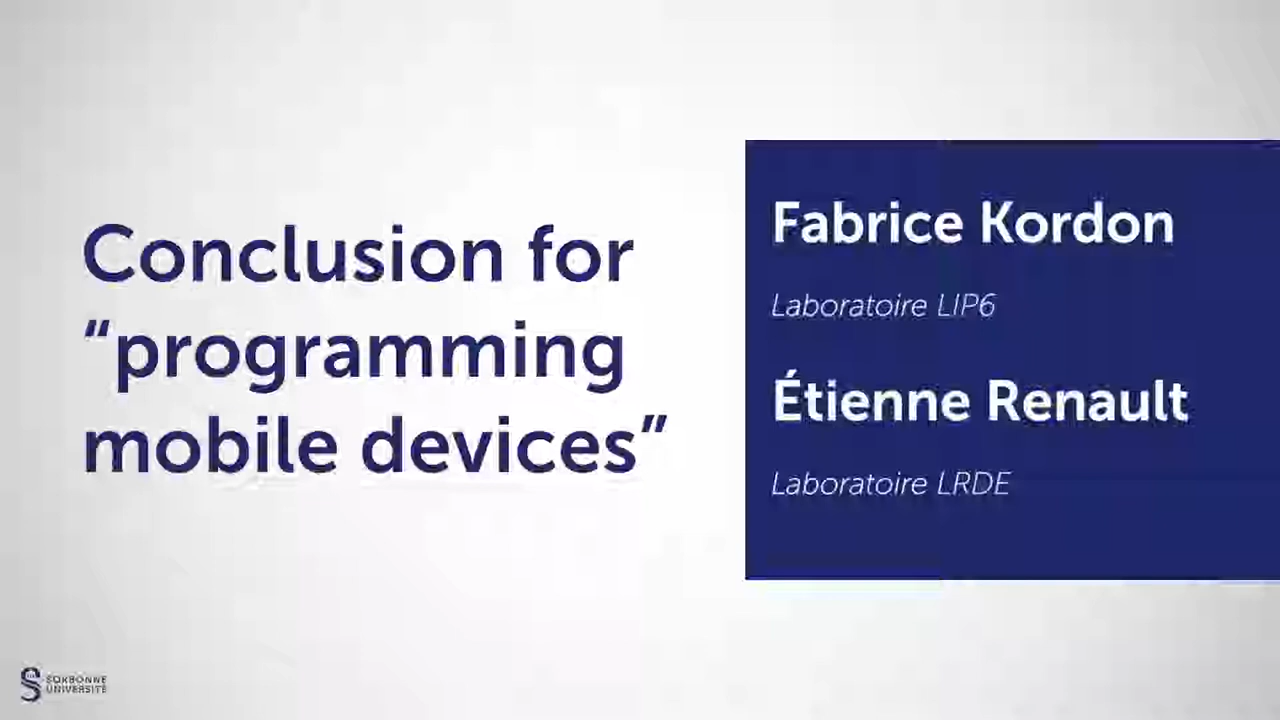 Conclusion for
“programming
mobile devices”
Fabrice Kordon
Laboratoire LIP6
Étienne Renault
Laboratoire LRDE
SORBONNE
UNIVERSITÉ